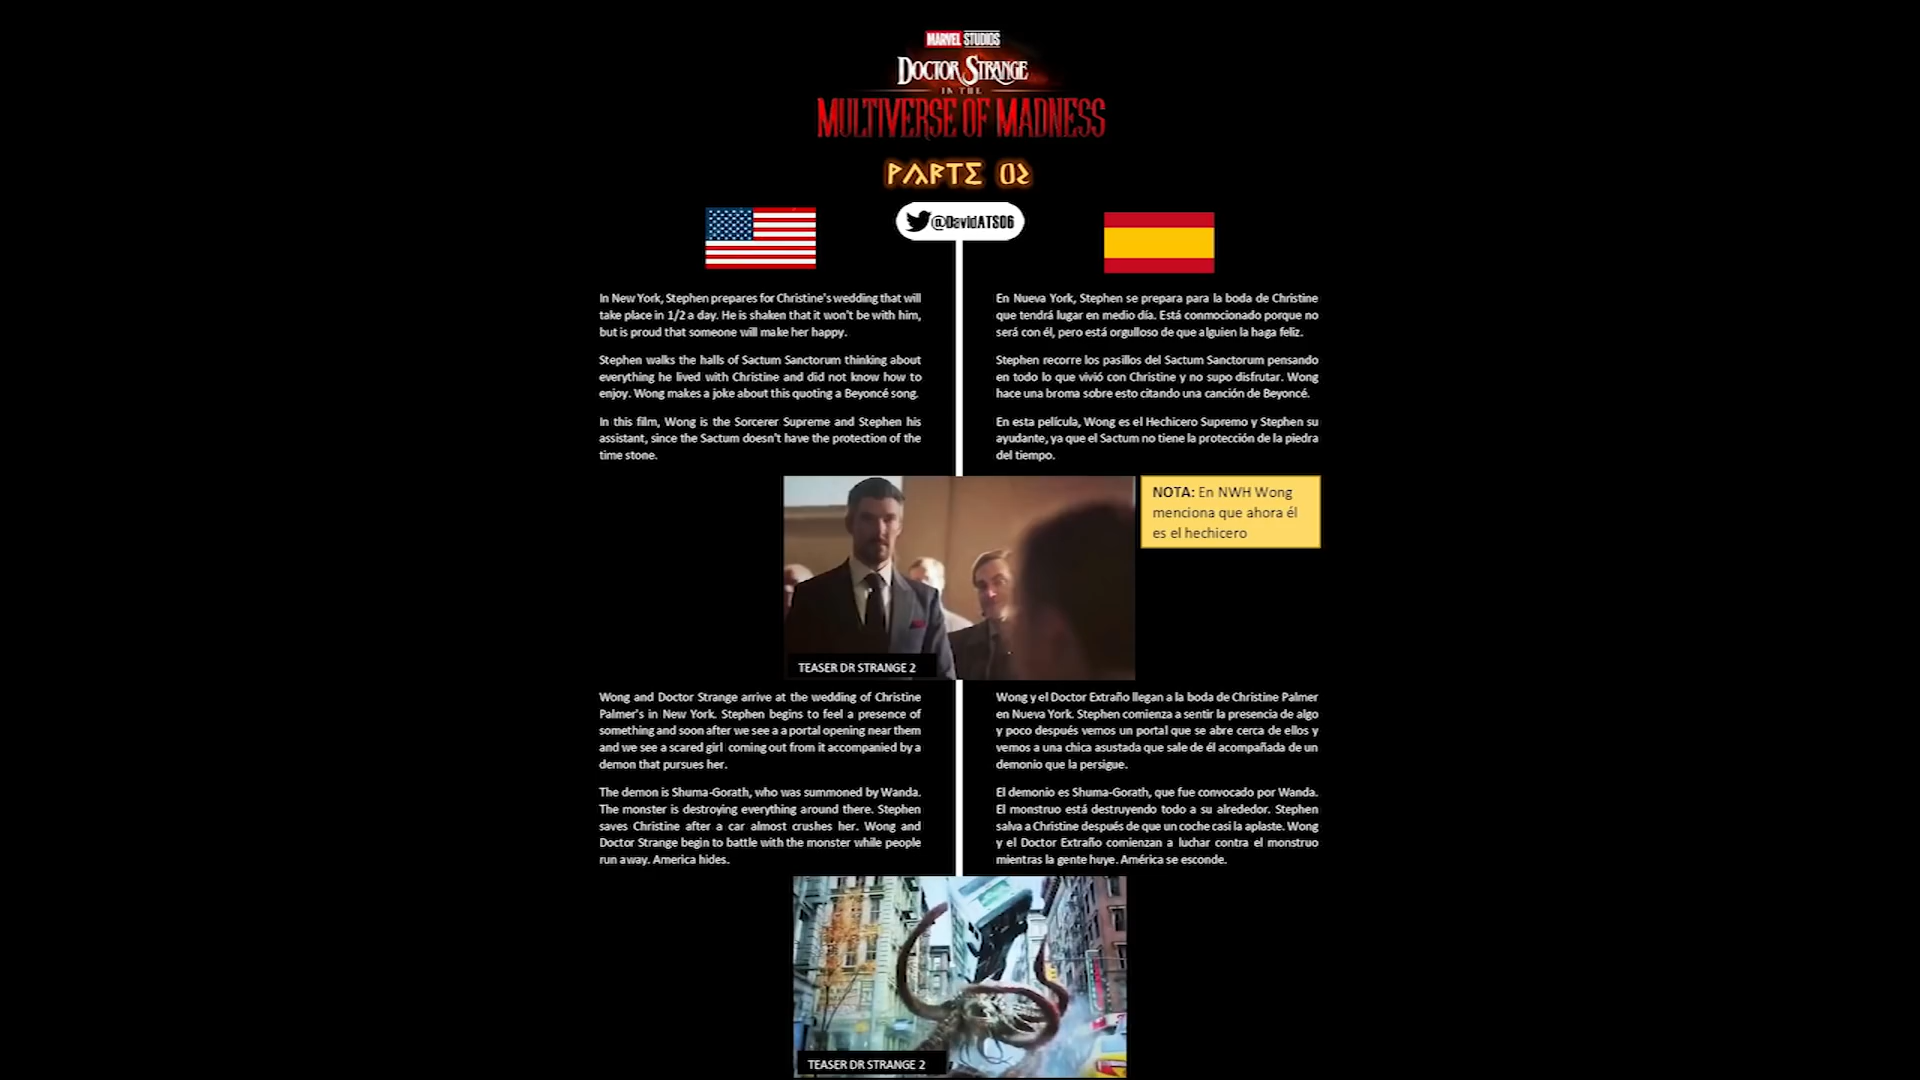 MARVEL STUDIOS
DOCTOR STRANGE
IN THE
MULTIVERSE OF MADNESS
PARTE 02
@DavidATS06
In New York, Stephen prepares for Christine's wedding that will
take place in 1/2 a day. He is shaken that it won't be with him,
but is proud that someone will make her happy.
Stephen walks the halls of Sactum Sanctorum thinking about
everything he lived with Christine and did not know how to
enjoy. Wong makes a joke about this quoting a Beyoncé song.
In this film, Wong is the Sorcerer Supreme and Stephen his
assistant, since the Sactum doesn't have the protection of the
time stone.
En Nueva York, Stephen se prepara para la boda de Christine
que tendrá lugar en medio día. Está conmocionado porque no
será con él, pero está orgulloso de que alguien la haga feliz.
Stephen recorre los pasillos del Sactum Sanctorum pensando
en todo lo que vivió con Christine y no supo disfrutar. Wong
hace una broma sobre esto citando una canción de Beyoncé.
En esta película, Wong es el Hechicero Supremo y Stephen su
ayudante, ya que el Sactum no tiene la protección de la piedra
del tiempo.
NOTA: En NWH Wong
menciona que ahora él
es el hechicero
TEASER DR STRANGE 2
Wong and Doctor Strange arrive at the wedding of Christine
Palmer's in New York. Stephen begins to feel a presence of
something and soon after we see a a portal opening near them
and we see a scared girl coming out from it accompanied by a
demon that pursues her.
The demon is Shuma-Gorath, who was summoned by Wanda.
The monster is destroying everything around there. Stephen
saves Christine after a car almost crushes her. Wong and
Doctor Strange begin to battle with the monster while people
run away. America hides.
Wong y el Doctor Extraño llegan a la boda de Christine Palmer
en Nueva York. Stephen comienza a sentir la presencia de algo
y poco después vemos un portal que se abre cerca de ellos y
vemos a una chica asustada que sale de él acompañada de un
demonio que la persigue.
El demonio es Shuma-Gorath, que fue convocado por Wanda.
El monstruo está destruyendo todo a su alrededor. Stephen
salva a Christine después de que un coche casi la aplaste. Wong
y el Doctor Extraño comienzan a luchar contra el monstruo
mientras la gente huye. América se esconde.
TEASER DR STRANGE 2